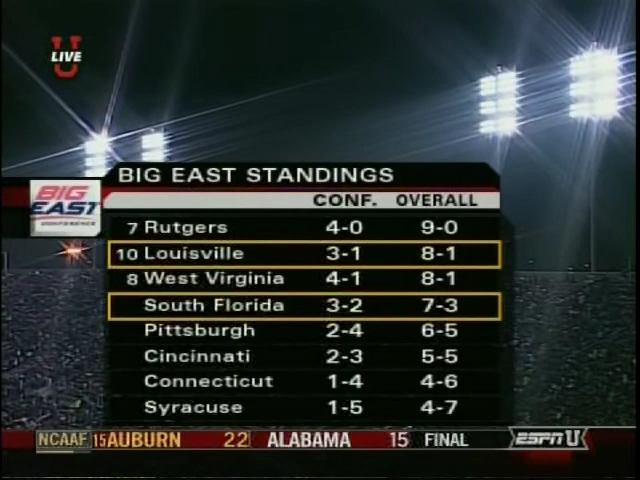 U
LIVE
BIG EAST STANDINGS
BIG
EAST
CONFERENCE
CONF. OVERALL
7 Rutgers 4-0 9-0
10 Louisville 3-1 8-1
8 West Virginia 4-1 8-1
South Florida 3-2 7-3
Pittsburgh 2-4 6-5
Cincinnati 2-3 5-5
Connecticut 1-4 4-6
Syracuse 1-5 4-7
NCAAF 15 AUBURN 22 ALABAMA 15 FINAL ESPN U